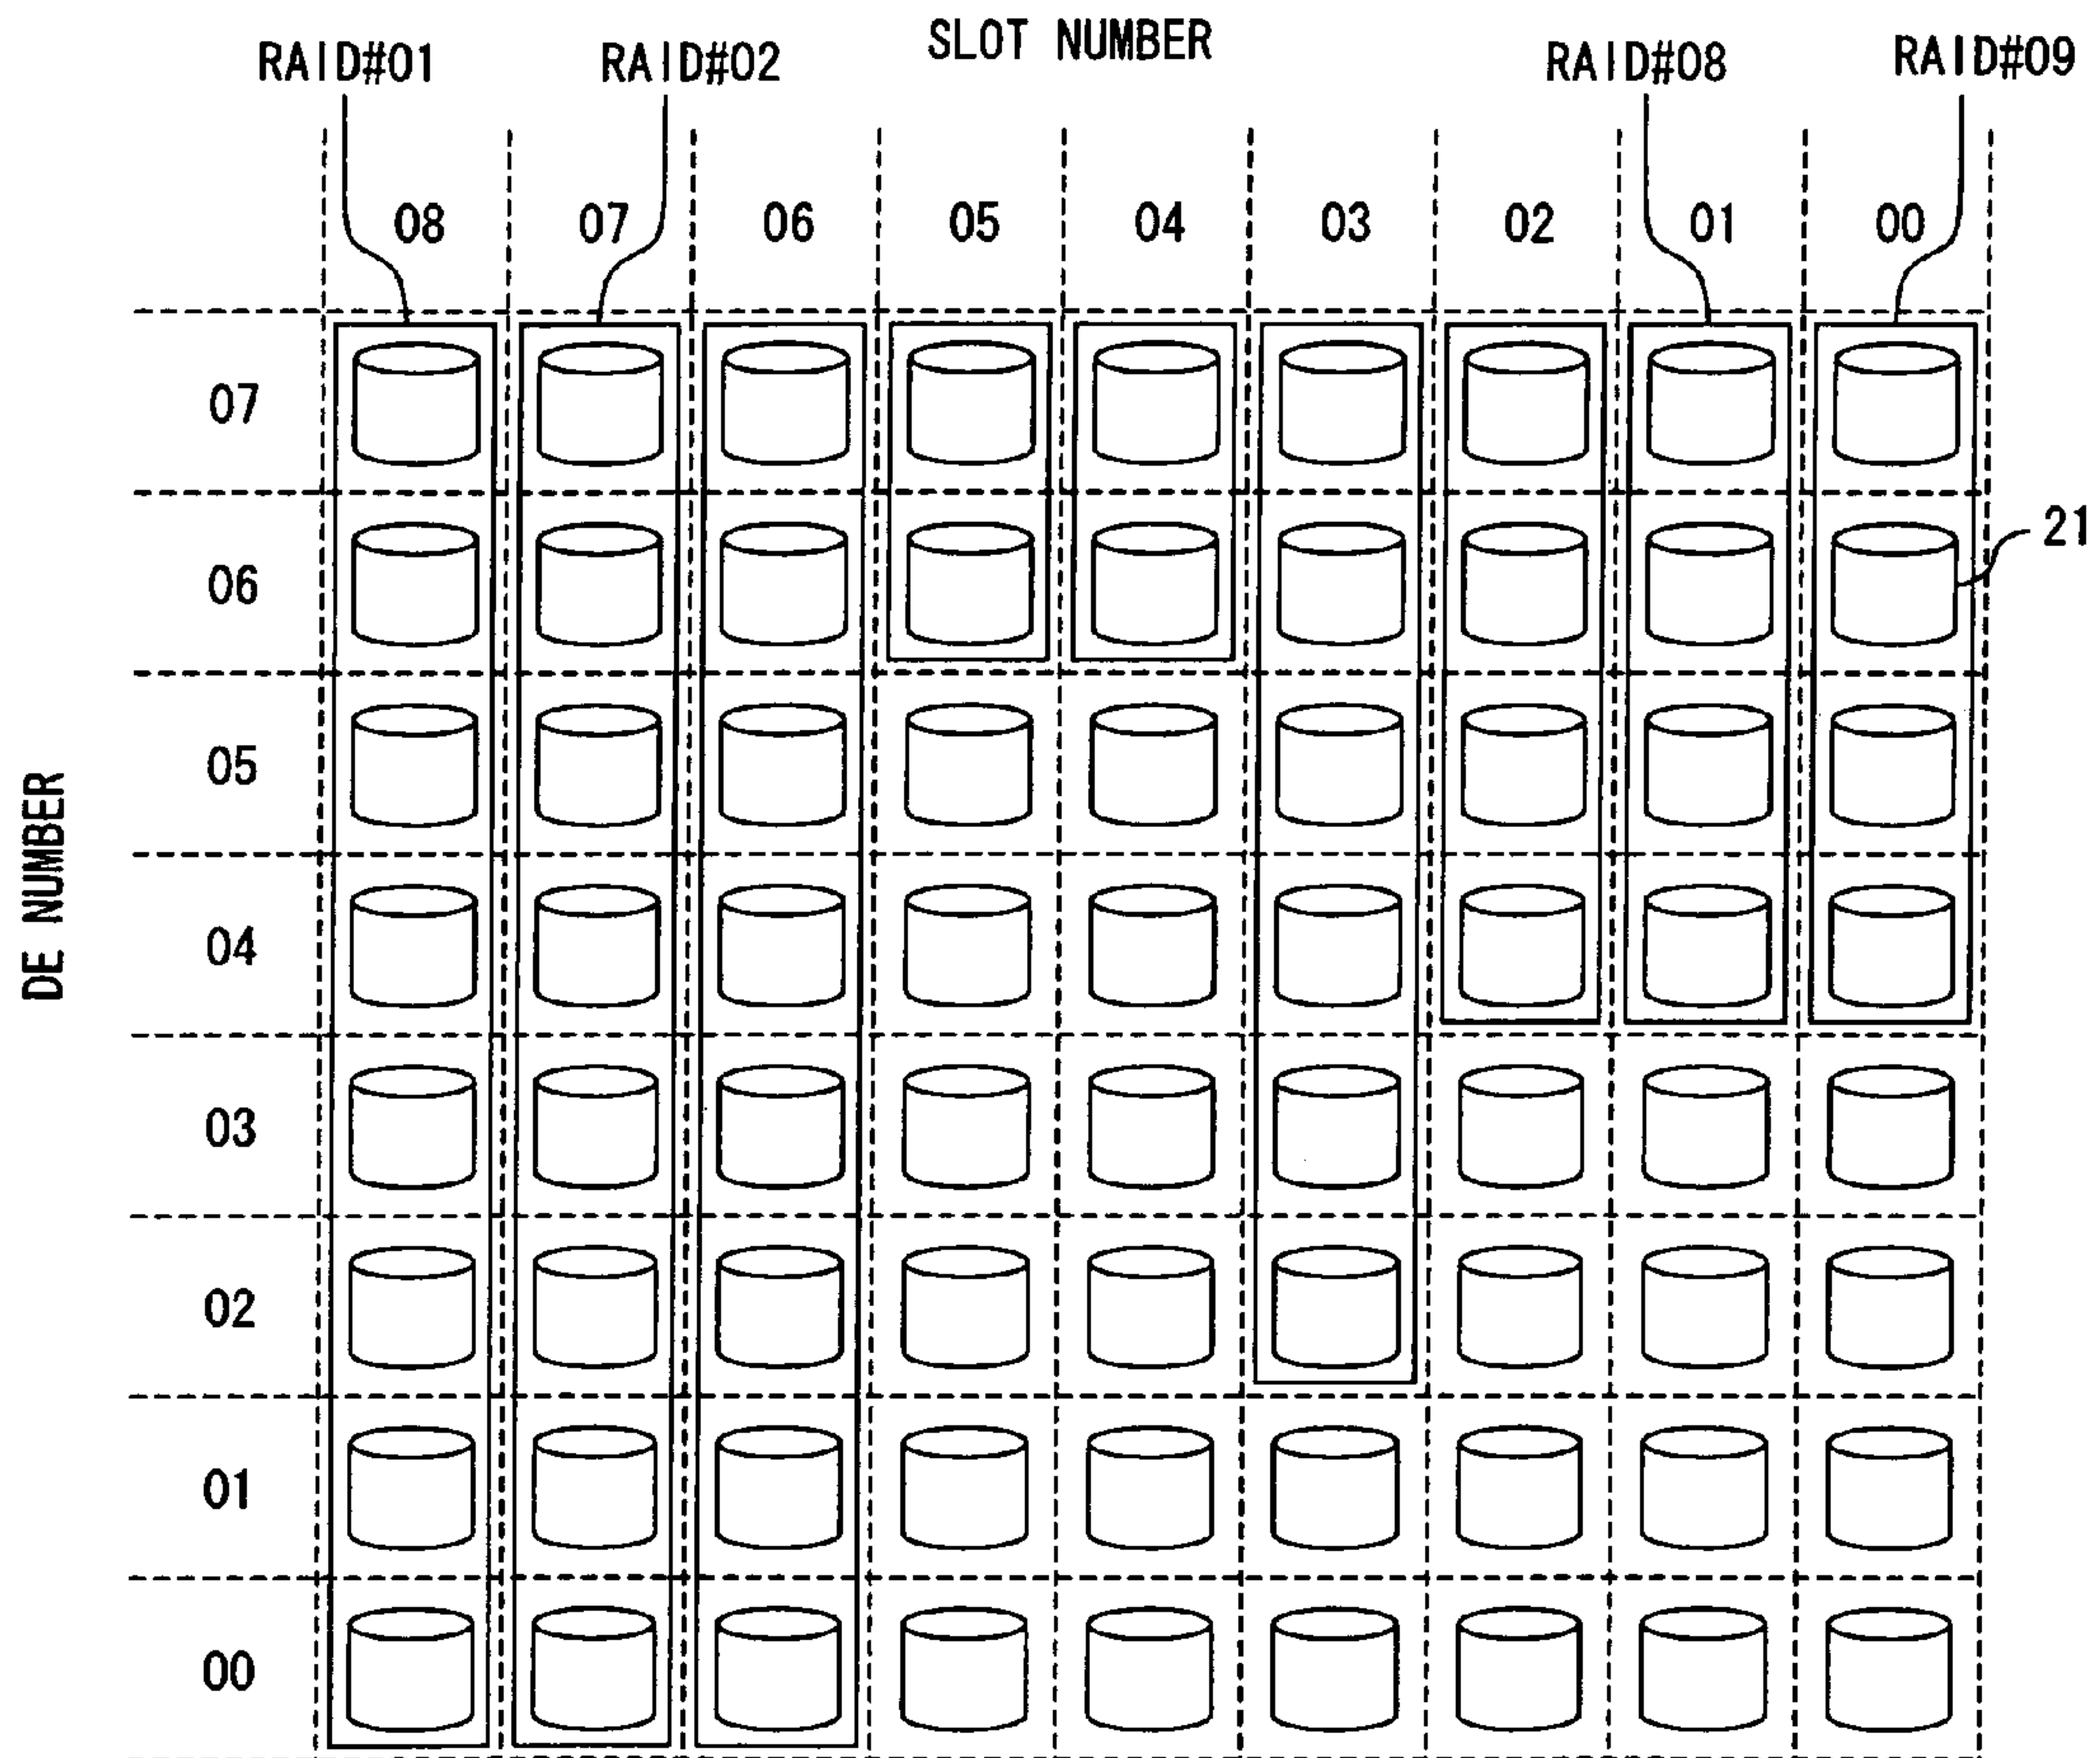 SLOT NUMBER
RAID#01 RAID#02 RAID#08 RAID#09
08 07 06 05 04 03 02 01 00
07
21
06
05
DE NUMBER
04
03
02
01
00